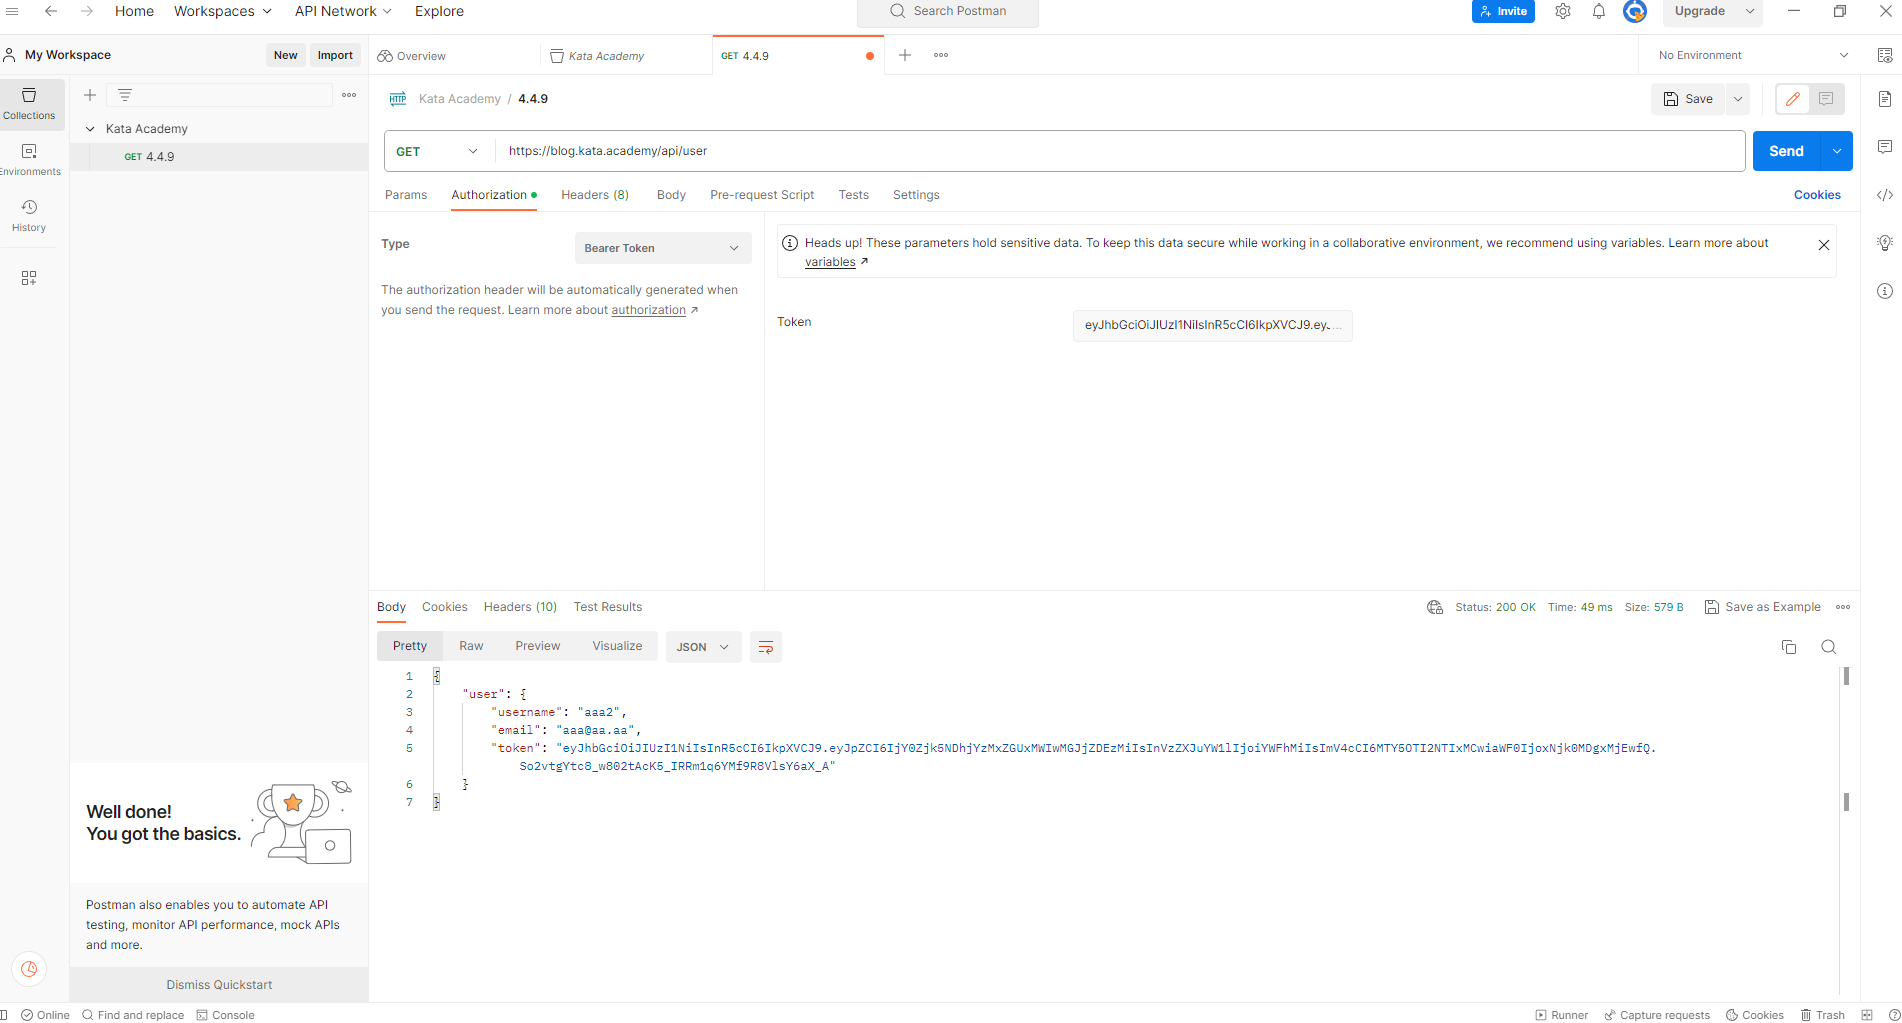 Home Workspaces API Network Explore Search Postman Invite Upgrade
My Workspace New Import Overview Kata Academy GET 4.4.9 No Environment
Collections
Environments
History
Kata Academy
GET 4.4.9
HTTP Kata Academy / 4.4.9 Save
GET https://blog.kata.academy/api/user Send
Params Authorization Headers (8) Body Pre-request Script Tests Settings Cookies
Type Bearer Token
The authorization header will be automatically generated when
you send the request. Learn more about authorization ↗
Heads up! These parameters hold sensitive data. To keep this data secure while working in a collaborative environment, we recommend using variables. Learn more about
variables ↗
Token eyJhbGciOiJIUzI1NiIsInR5cCI6IkpXVCJ9.ey...
Body Cookies Headers (10) Test Results Status: 200 OK Time: 49 ms Size: 579 B Save as Example
Pretty Raw Preview Visualize JSON
1 {
2 "user": {
3 "username": "aaa2",
4 "email": "aaa@aa.aa",
5 "token": "eyJhbGciOiJIUzI1NiIsInR5cCI6IkpXVCJ9.eyJpZCI6IjY0Zjk5NDhjYzMxZGUxMWIwMGJjZDEzMiIsInVzZXJuYW1lIjoiYWFhMiIsImV4cCI6MTY5OTI2NTIxMCwiaWF0IjoxNjk0MDgxMjEwfQ.
So2vtgYtc8_w802tAcK5_IRRm1q6YMf9R8VlsY6aX_A"
6 }
7 }
Well done!
You got the basics.
Postman also enables you to automate API
testing, monitor API performance, mock APIs
and more.
Dismiss Quickstart
Online Find and replace Console Runner Capture requests Cookies Trash